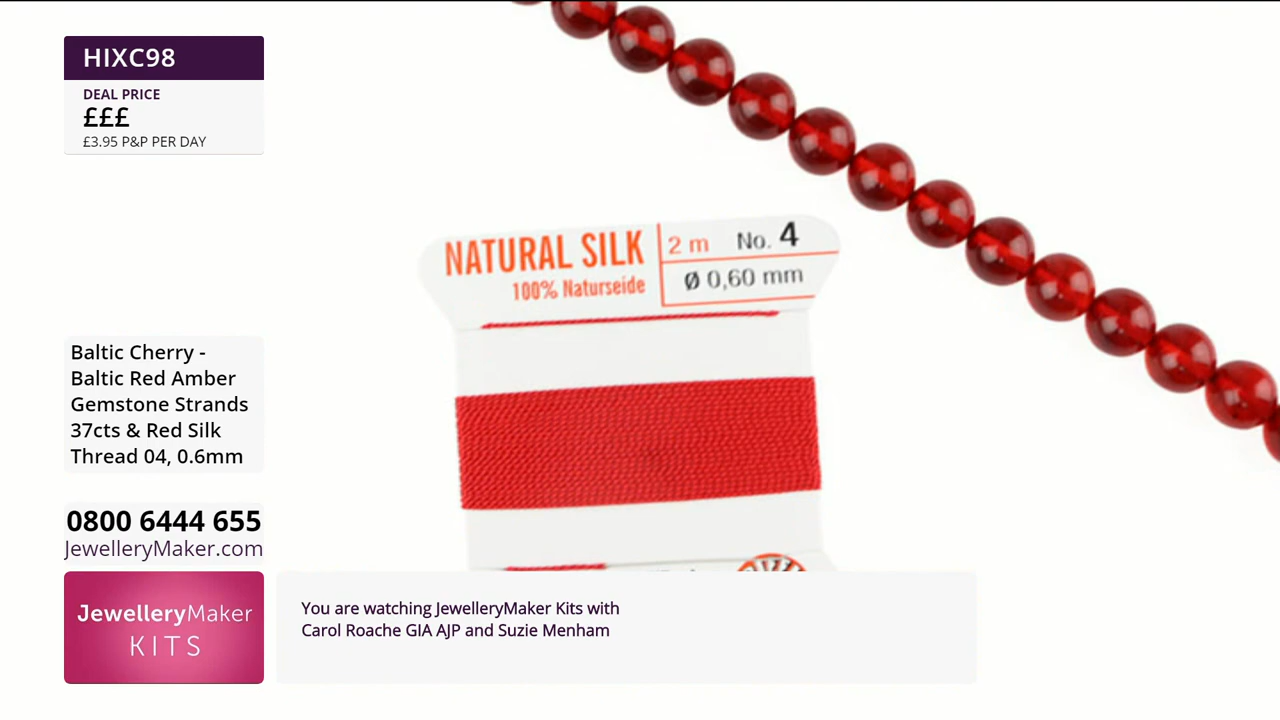 HIXC98
DEAL PRICE
£££
£3.95 P&P PER DAY
NATURAL SILK
100% Naturseide
2 m No. 4
Ø 0,60 mm
Baltic Cherry -
Baltic Red Amber
Gemstone Strands
37cts & Red Silk
Thread 04, 0.6mm
0800 6444 655
JewelleryMaker.com
JewelleryMaker
KITS
You are watching JewelleryMaker Kits with
Carol Roache GIA AJP and Suzie Menham